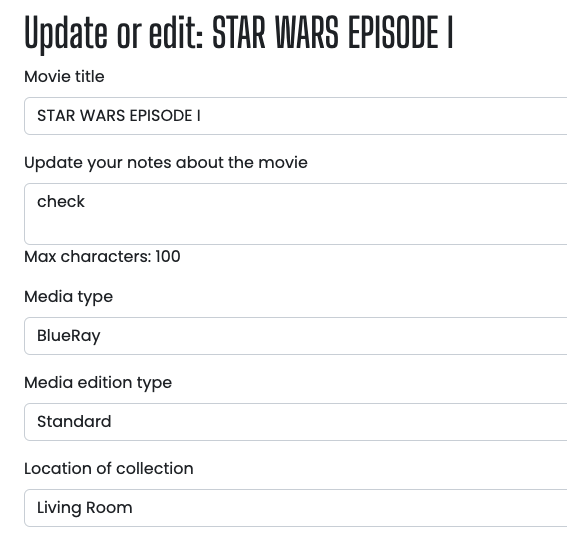 Update or edit: STAR WARS EPISODE I
Movie title
STAR WARS EPISODE I
Update your notes about the movie
check
Max characters: 100
Media type
BlueRay
Media edition type
Standard
Location of collection
Living Room